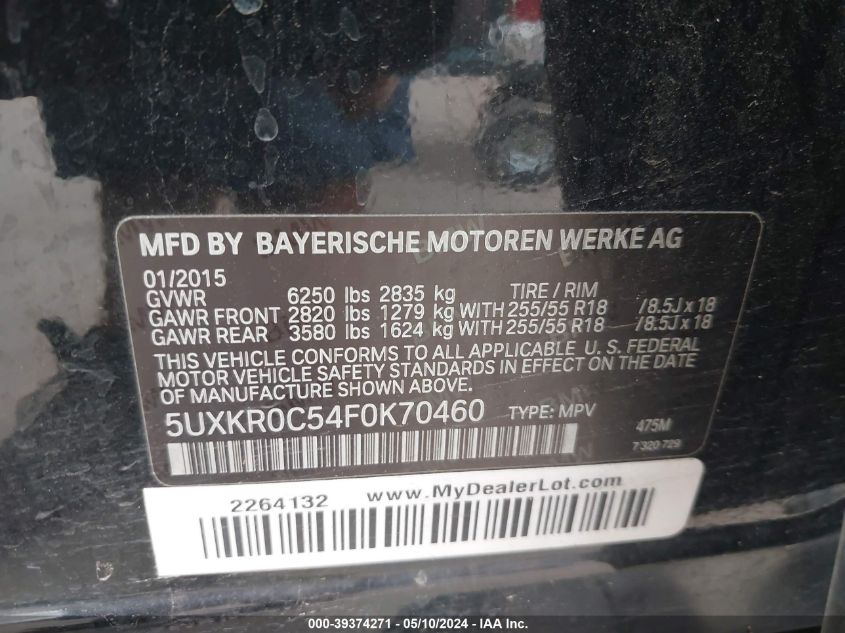 MFD BY BAYERISCHE MOTOREN WERKE AG
01/2015
GVWR 6250 lbs 2835 kg TIRE / RIM
GAWR FRONT 2820 lbs 1279 kg WITH 255/55 R18 /8.5J x 18
GAWR REAR 3580 lbs 1624 kg WITH 255/55 R18 /8.5J x 18
THIS VEHICLE CONFORMS TO ALL APPLICABLE U. S. FEDERAL
MOTOR VEHICLE SAFETY STANDARDS IN EFFECT ON THE DATE
OF MANUFACTURE SHOWN ABOVE.
5UXKR0C54F0K70460 TYPE: MPV 475M
7 320 729
2264132 www.MyDealerLot.com
000-39374271 - 05/10/2024 - IAA Inc.